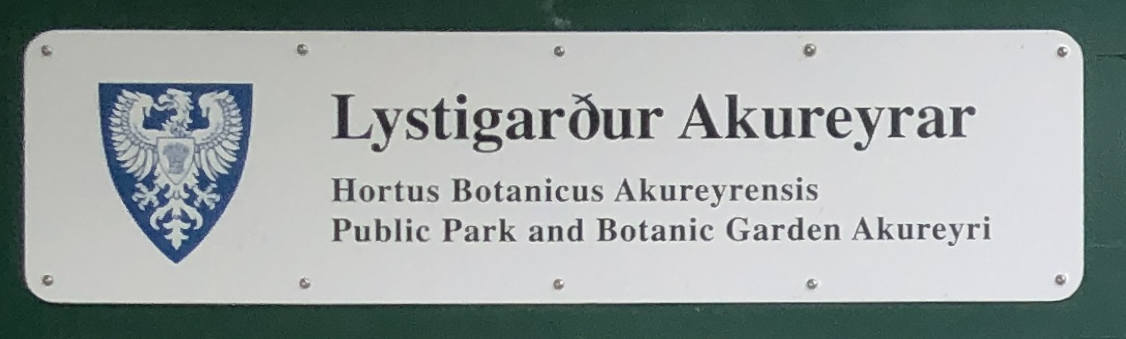 Lystigarður Akureyrar
Hortus Botanicus Akureyrensis
Public Park and Botanic Garden Akureyri